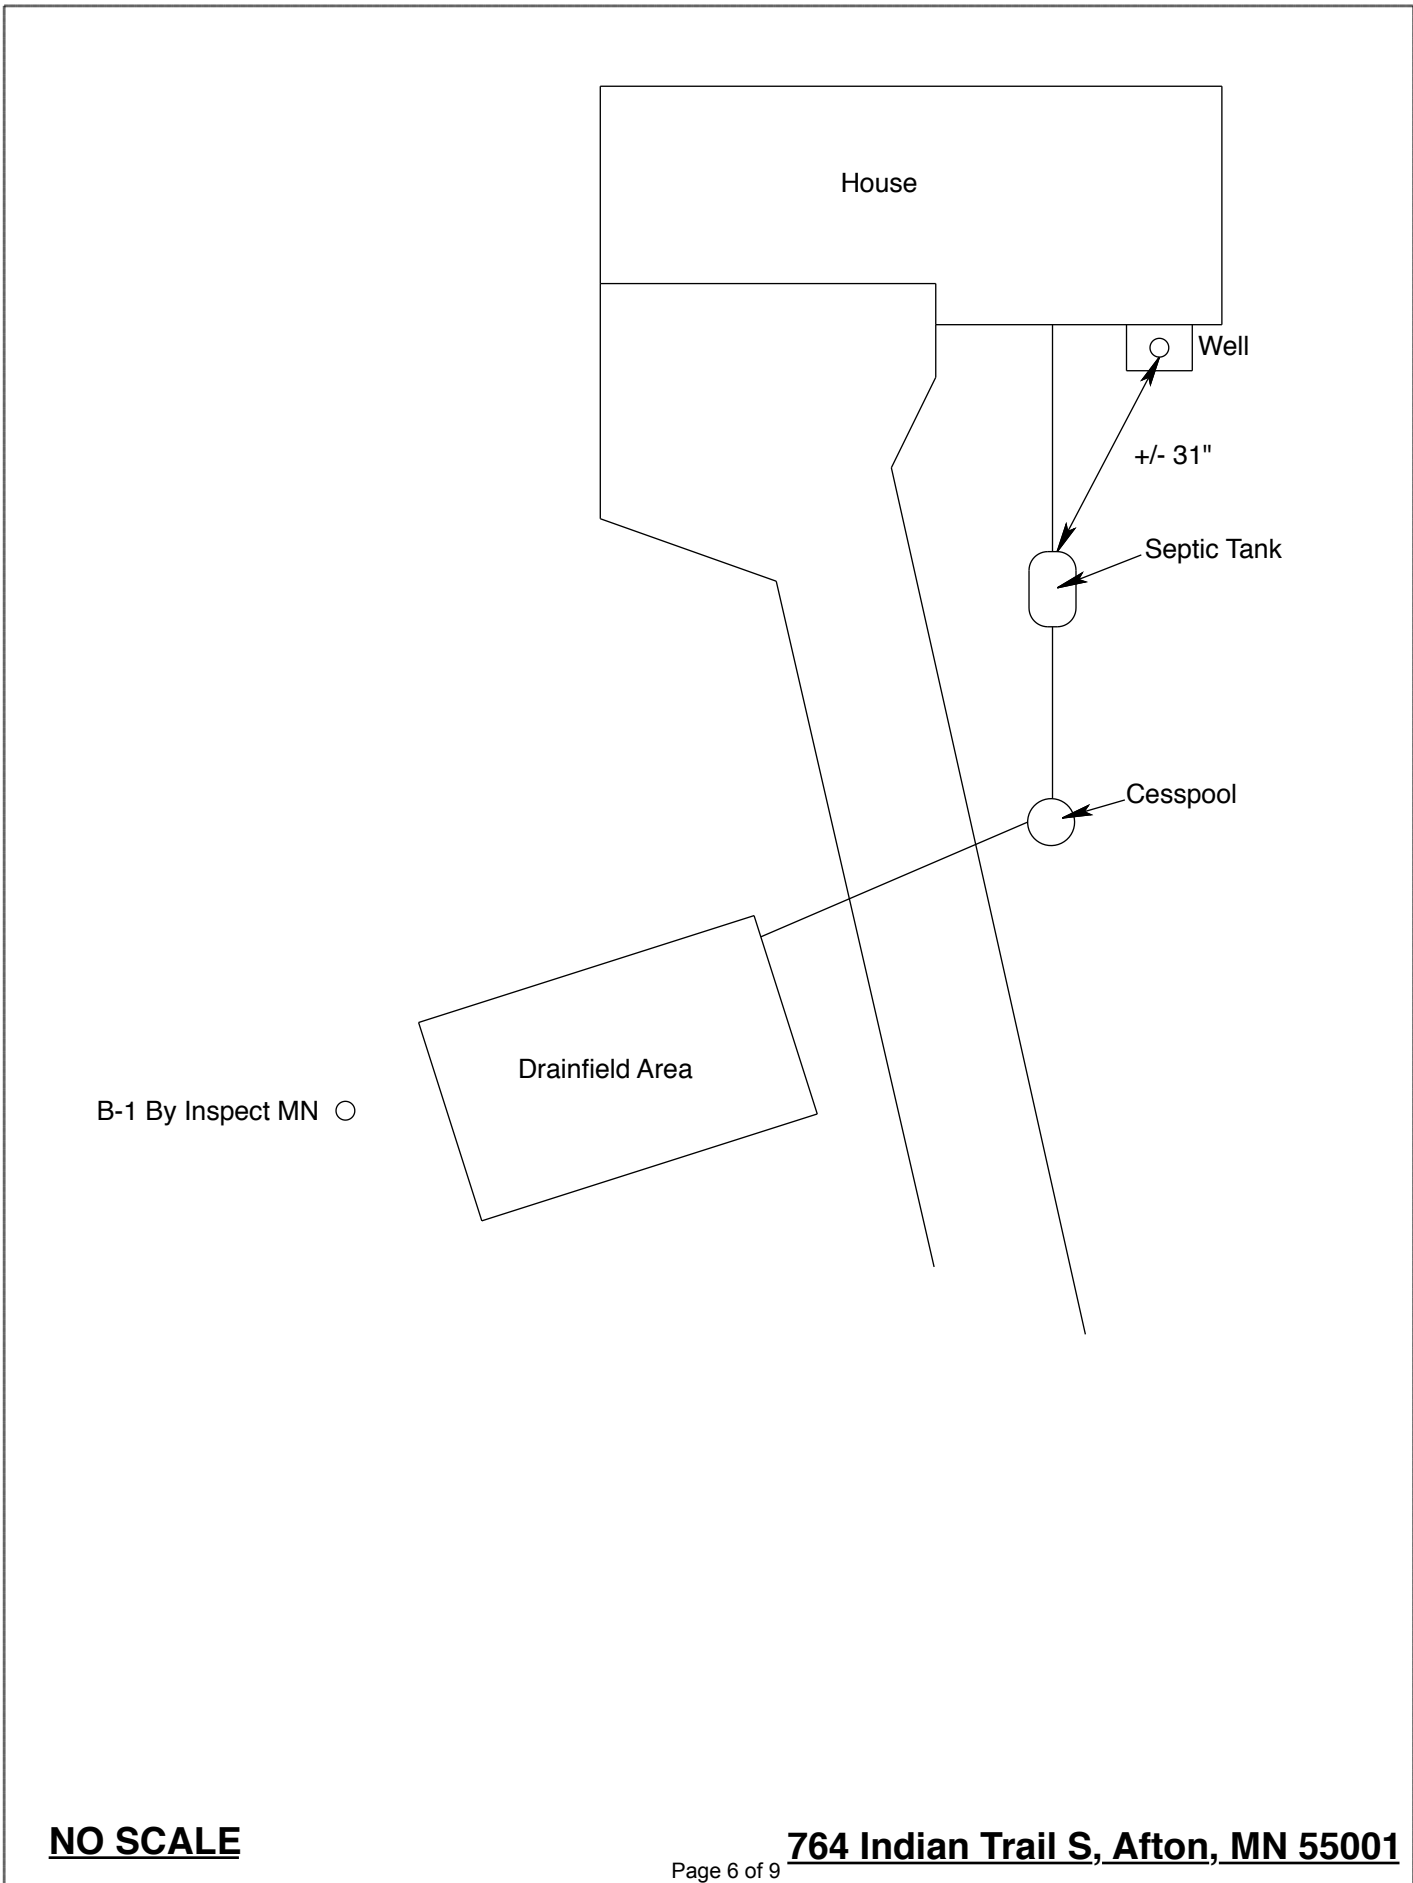 House
Well
+/- 31"
Septic Tank
Cesspool
Drainfield Area
B-1 By Inspect MN
NO SCALE
764 Indian Trail S, Afton, MN 55001
Page 6 of 9